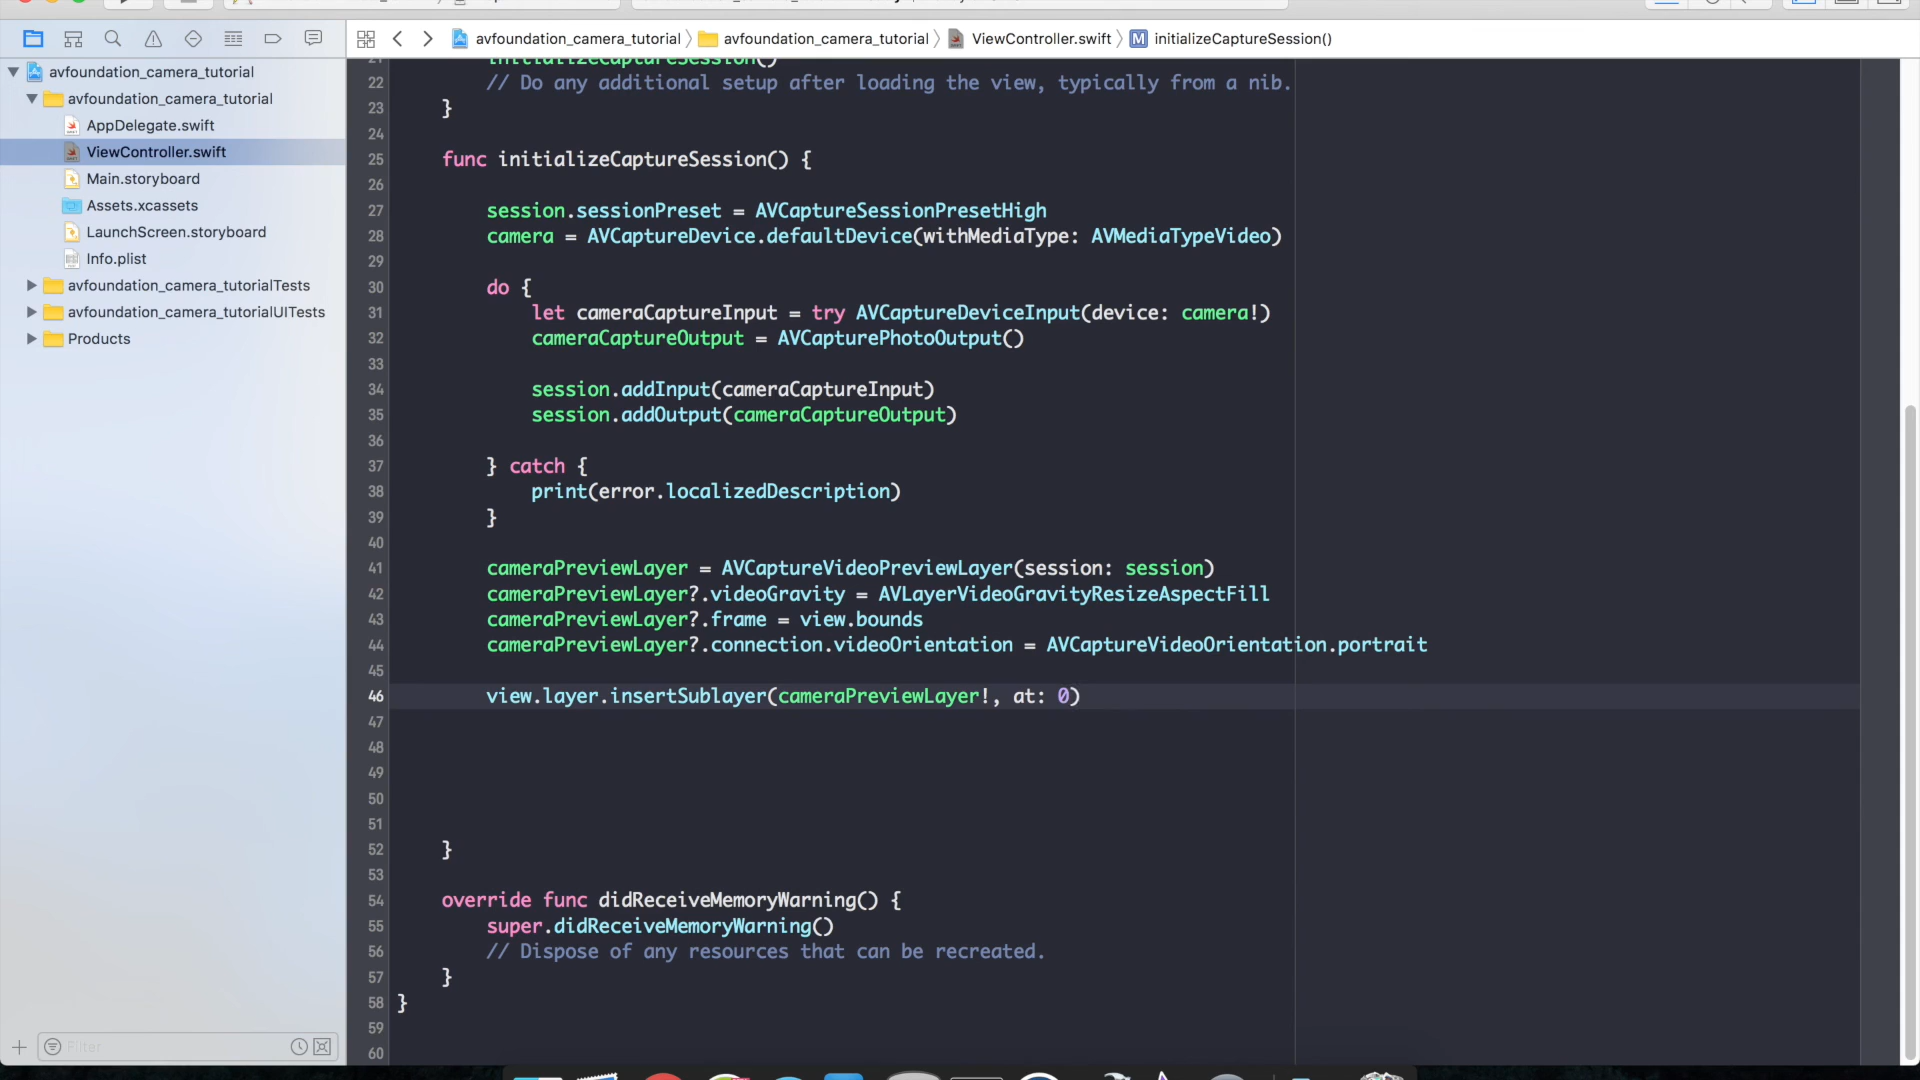 avfoundation_camera_tutorial
avfoundation_camera_tutorial
ViewController.swift
M
initializeCaptureSession()
avfoundation_camera_tutorial
avfoundation_camera_tutorial
AppDelegate.swift
ViewController.swift
Main.storyboard
Assets.xcassets
LaunchScreen.storyboard
Info.plist
avfoundation_camera_tutorialTests
avfoundation_camera_tutorialUITests
Products
Filter
21 initializeCaptureSession()
22 // Do any additional setup after loading the view, typically from a nib.
23 }
24
25 func initializeCaptureSession() {
26
27 session.sessionPreset = AVCaptureSessionPresetHigh
28 camera = AVCaptureDevice.defaultDevice(withMediaType: AVMediaTypeVideo)
29
30 do {
31 let cameraCaptureInput = try AVCaptureDeviceInput(device: camera!)
32 cameraCaptureOutput = AVCapturePhotoOutput()
33
34 session.addInput(cameraCaptureInput)
35 session.addOutput(cameraCaptureOutput)
36
37 } catch {
38 print(error.localizedDescription)
39 }
40
41 cameraPreviewLayer = AVCaptureVideoPreviewLayer(session: session)
42 cameraPreviewLayer?.videoGravity = AVLayerVideoGravityResizeAspectFill
43 cameraPreviewLayer?.frame = view.bounds
44 cameraPreviewLayer?.connection.videoOrientation = AVCaptureVideoOrientation.portrait
45
46 view.layer.insertSublayer(cameraPreviewLayer!, at: 0)
47
48
49
50
51
52 }
53
54 override func didReceiveMemoryWarning() {
55 super.didReceiveMemoryWarning()
56 // Dispose of any resources that can be recreated.
57 }
58 }
59
60